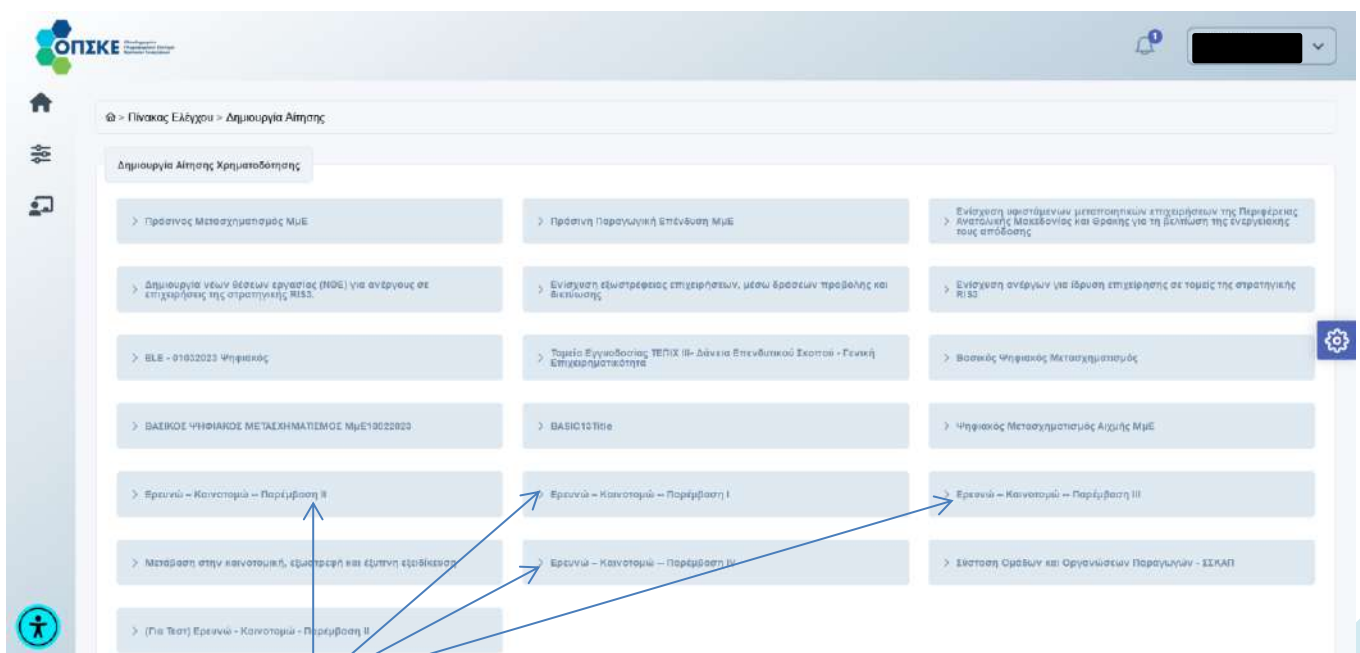 ΟΠΣΚΕ
1
⌂ > Πίνακας Ελέγχου > Δημιουργία Αίτησης
Δημιουργία Αίτησης Χρηματοδότησης
> Πράσινος Μετασχηματισμός ΜμΕ
> Πράσινη Παραγωγική Επένδυση ΜμΕ
Ενίσχυση υφιστάμενων μεταποιητικών επιχειρήσεων της Περιφέρειας
> Ανατολικής Μακεδονίας και Θράκης για τη βελτίωση της ενεργειακής
τους απόδοσης
> Δημιουργία νέων θέσεων εργασίας (ΝΘΕ) για ανέργους σε
επιχειρήσεις της στρατηγικής RIS3.
> Ενίσχυση εξωστρέφειας επιχειρήσεων, μέσω δράσεων προβολής και
δικτύωσης
> Ενίσχυση ανέργων για ίδρυση επιχείρησης σε τομείς της στρατηγικής
RIS3
> ELE - 01032023 Ψηφιακός
> Ταμείο Εγγυοδοσίας ΤΕΠΙΧ ΙΙΙ- Δάνεια Επενδυτικού Σκοπού - Γενική
Επιχειρηματικότητα
> Βασικός Ψηφιακός Μετασχηματισμός
> ΒΑΣΙΚΟΣ ΨΗΦΙΑΚΟΣ ΜΕΤΑΣΧΗΜΑΤΙΣΜΟΣ ΜμΕ10022023
> BASIC13Title
> Ψηφιακός Μετασχηματισμός Αιχμής ΜμΕ
> Ερευνώ – Καινοτομώ – Παρέμβαση ΙΙ
> Ερευνώ – Καινοτομώ – Παρέμβαση Ι
> Ερευνώ – Καινοτομώ – Παρέμβαση ΙΙΙ
> Μετάβαση στην καινοτομική, εξωστρεφή και έξυπνη εξειδίκευση
> Ερευνώ – Καινοτομώ – Παρέμβαση IV
> Σύσταση Ομάδων και Οργανώσεων Παραγωγών - ΣΣΚΑΠ
> (Για Τεστ) Ερευνώ - Καινοτομώ - Παρέμβαση ΙΙ